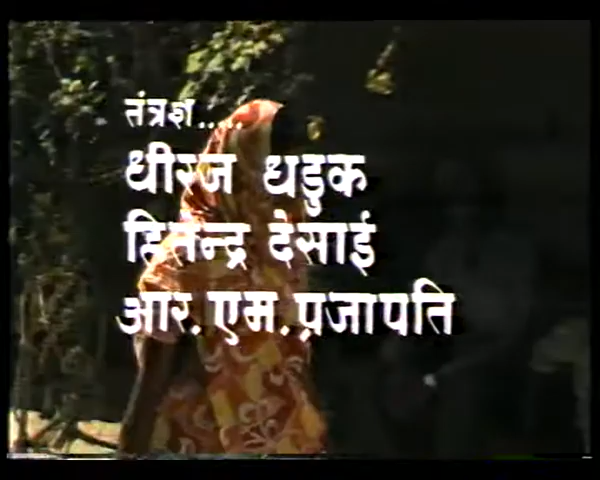 तंत्रज्ञ.....
धीरज धडुक
हितेन्द्र देसाई
आर. एम. प्रजापति